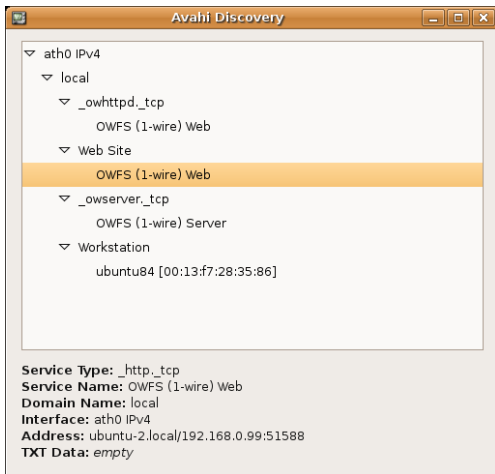 Avahi Discovery
ath0 IPv4
local
_owhttpd._tcp
OWFS (1-wire) Web
Web Site
OWFS (1-wire) Web
_owserver._tcp
OWFS (1-wire) Server
Workstation
ubuntu84 [00:13:f7:28:35:86]
Service Type: _http._tcp
Service Name: OWFS (1-wire) Web
Domain Name: local
Interface: ath0 IPv4
Address: ubuntu-2.local/192.168.0.99:51588
TXT Data: empty